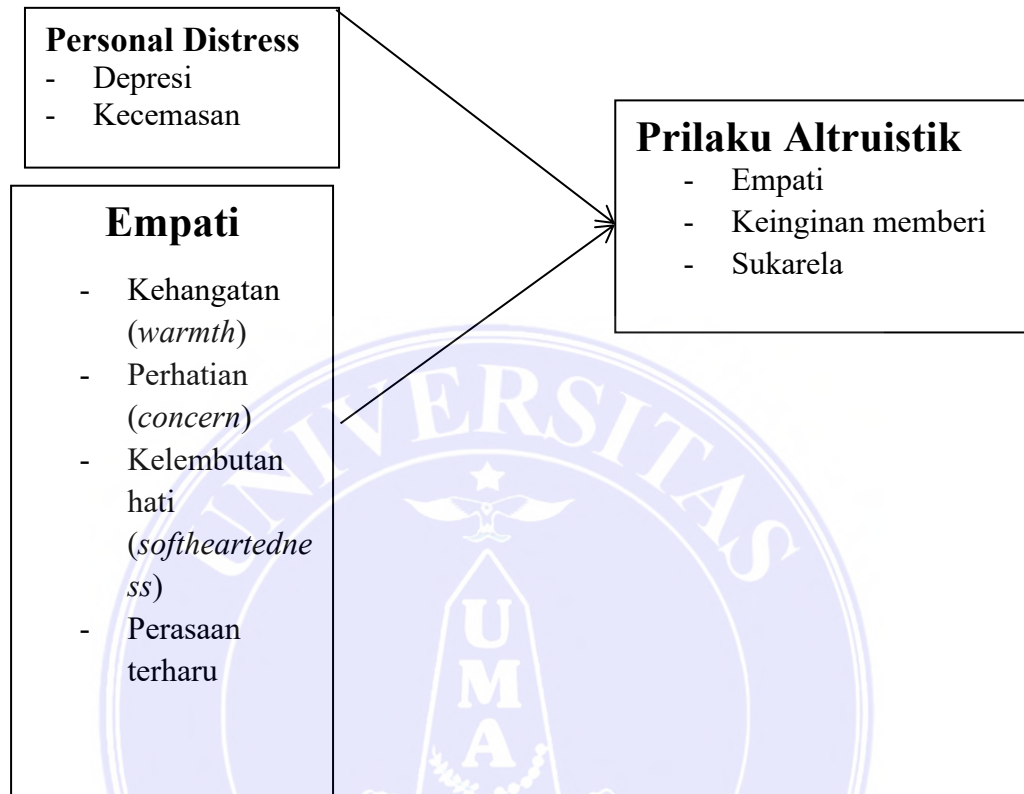 Personal Distress
- Depresi
- Kecemasan
Empati
- Kehangatan
(warmth)
- Perhatian
(concern)
- Kelembutan
hati
(softheartedne
ss)
- Perasaan
terharu
Prilaku Altruistik
- Empati
- Keinginan memberi
- Sukarela
UNIVERSITAS
U
M
A